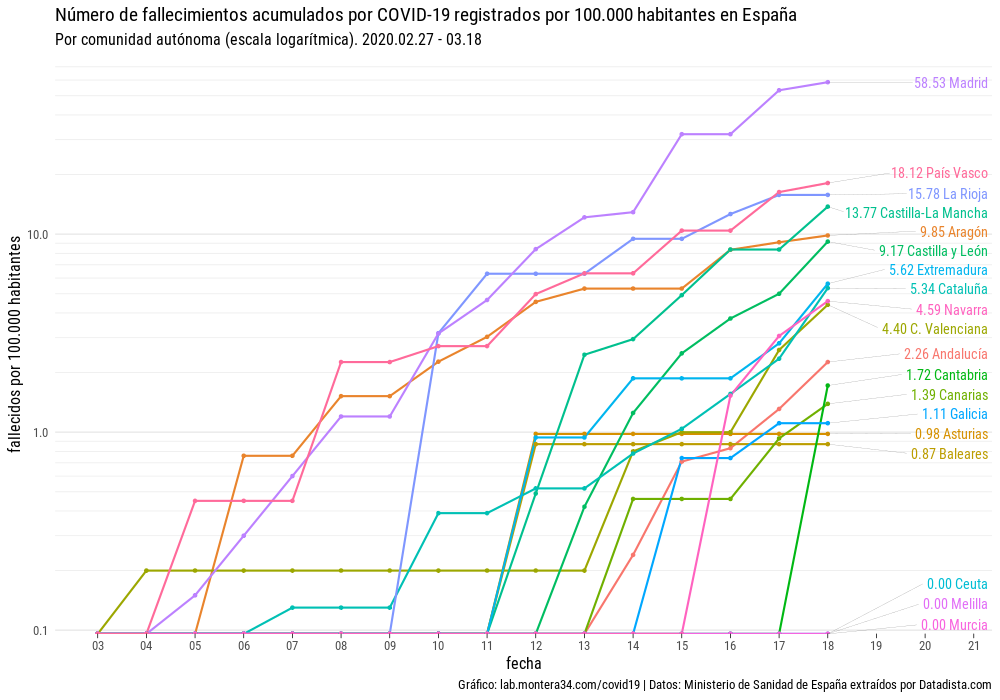 Número de fallecimientos acumulados por COVID-19 registrados por 100.000 habitantes en España
Por comunidad autónoma (escala logarítmica). 2020.02.27 - 03.18
fallecidos por 100.000 habitantes
10.0
1.0
0.1
58.53 Madrid
18.12 País Vasco
15.78 La Rioja
13.77 Castilla-La Mancha
9.85 Aragón
9.17 Castilla y León
5.62 Extremadura
5.34 Cataluña
4.59 Navarra
4.40 C. Valenciana
2.26 Andalucía
1.72 Cantabria
1.39 Canarias
1.11 Galicia
0.98 Asturias
0.87 Baleares
0.00 Ceuta
0.00 Melilla
0.00 Murcia
03 04 05 06 07 08 09 10 11 12 13 14 15 16 17 18 19 20 21
fecha
Gráfico: lab.montera34.com/covid19 | Datos: Ministerio de Sanidad de España extraídos por Datadista.com